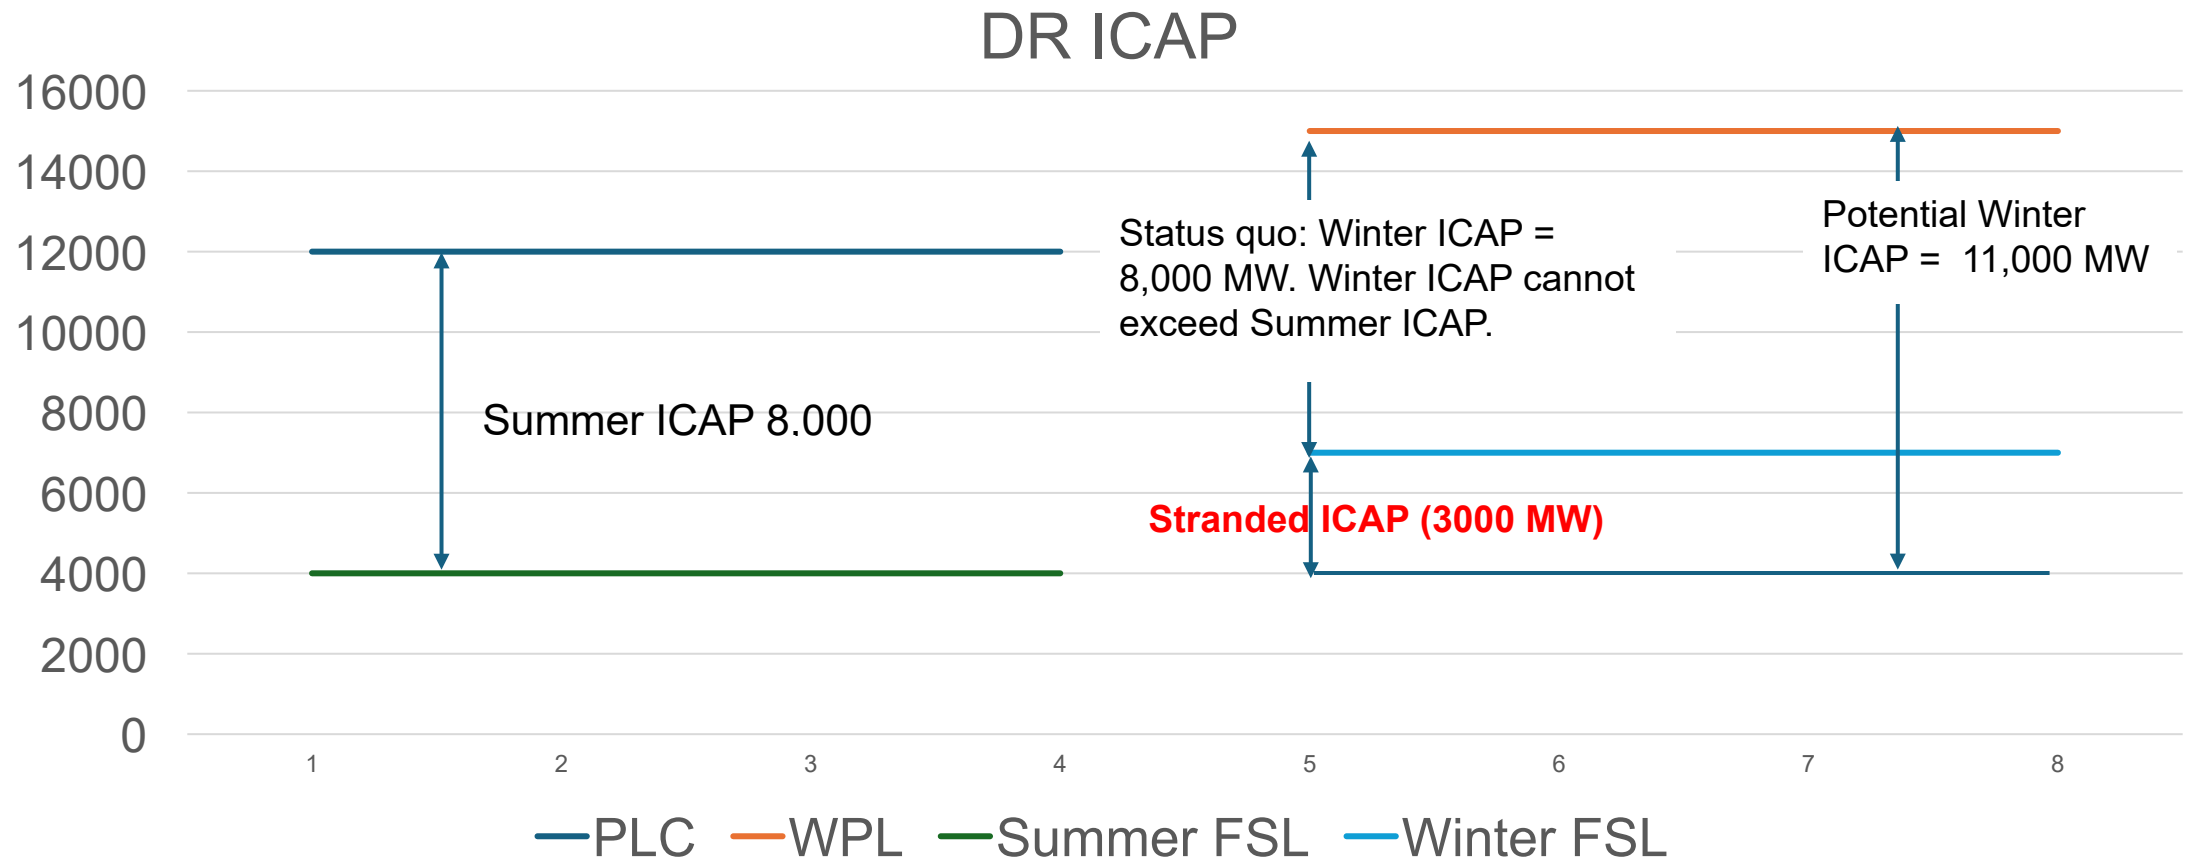 DR ICAP
16000
14000
12000
10000
8000
6000
4000
2000
0
Status quo: Winter ICAP =
8,000 MW. Winter ICAP cannot
exceed Summer ICAP.
Potential Winter
ICAP = 11,000 MW
Summer ICAP 8,000
Stranded ICAP (3000 MW)
1 2 3 4 5 6 7 8
PLC WPL Summer FSL Winter FSL